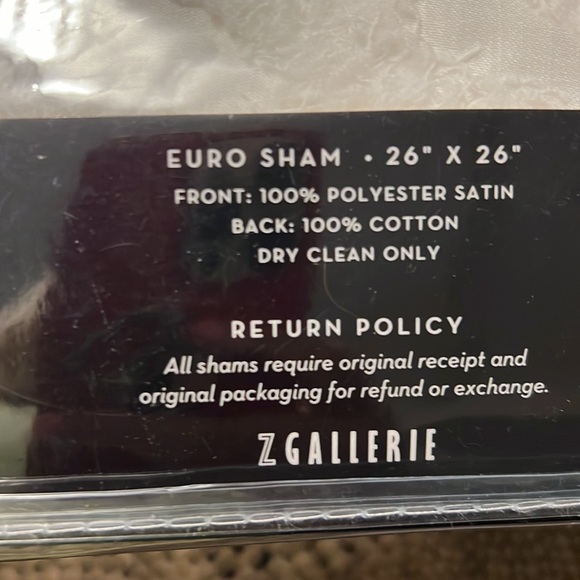 EURO SHAM • 26" X 26"
FRONT: 100% POLYESTER SATIN
BACK: 100% COTTON
DRY CLEAN ONLY
RETURN POLICY
All shams require original receipt and
original packaging for refund or exchange.
Z GALLERIE